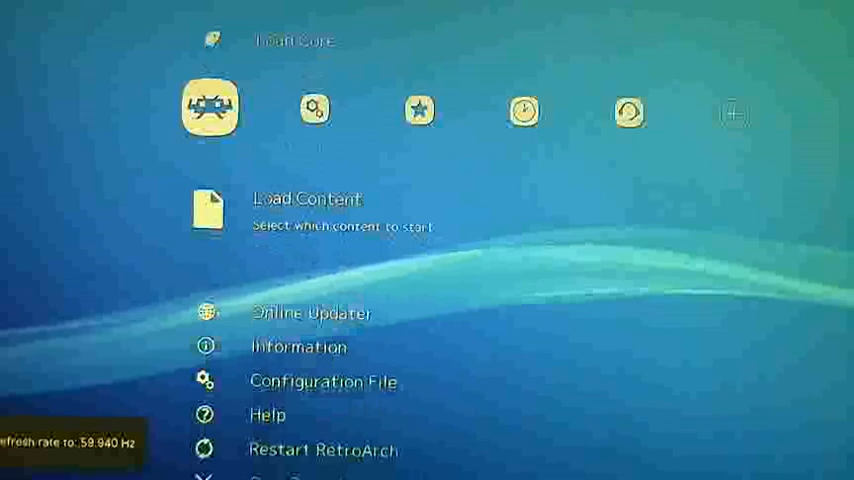 Load Core
Load Content
Select which content to start
Online Updater
Information
Configuration File
Help
Restart RetroArch
efresh rate to: 59.940 Hz